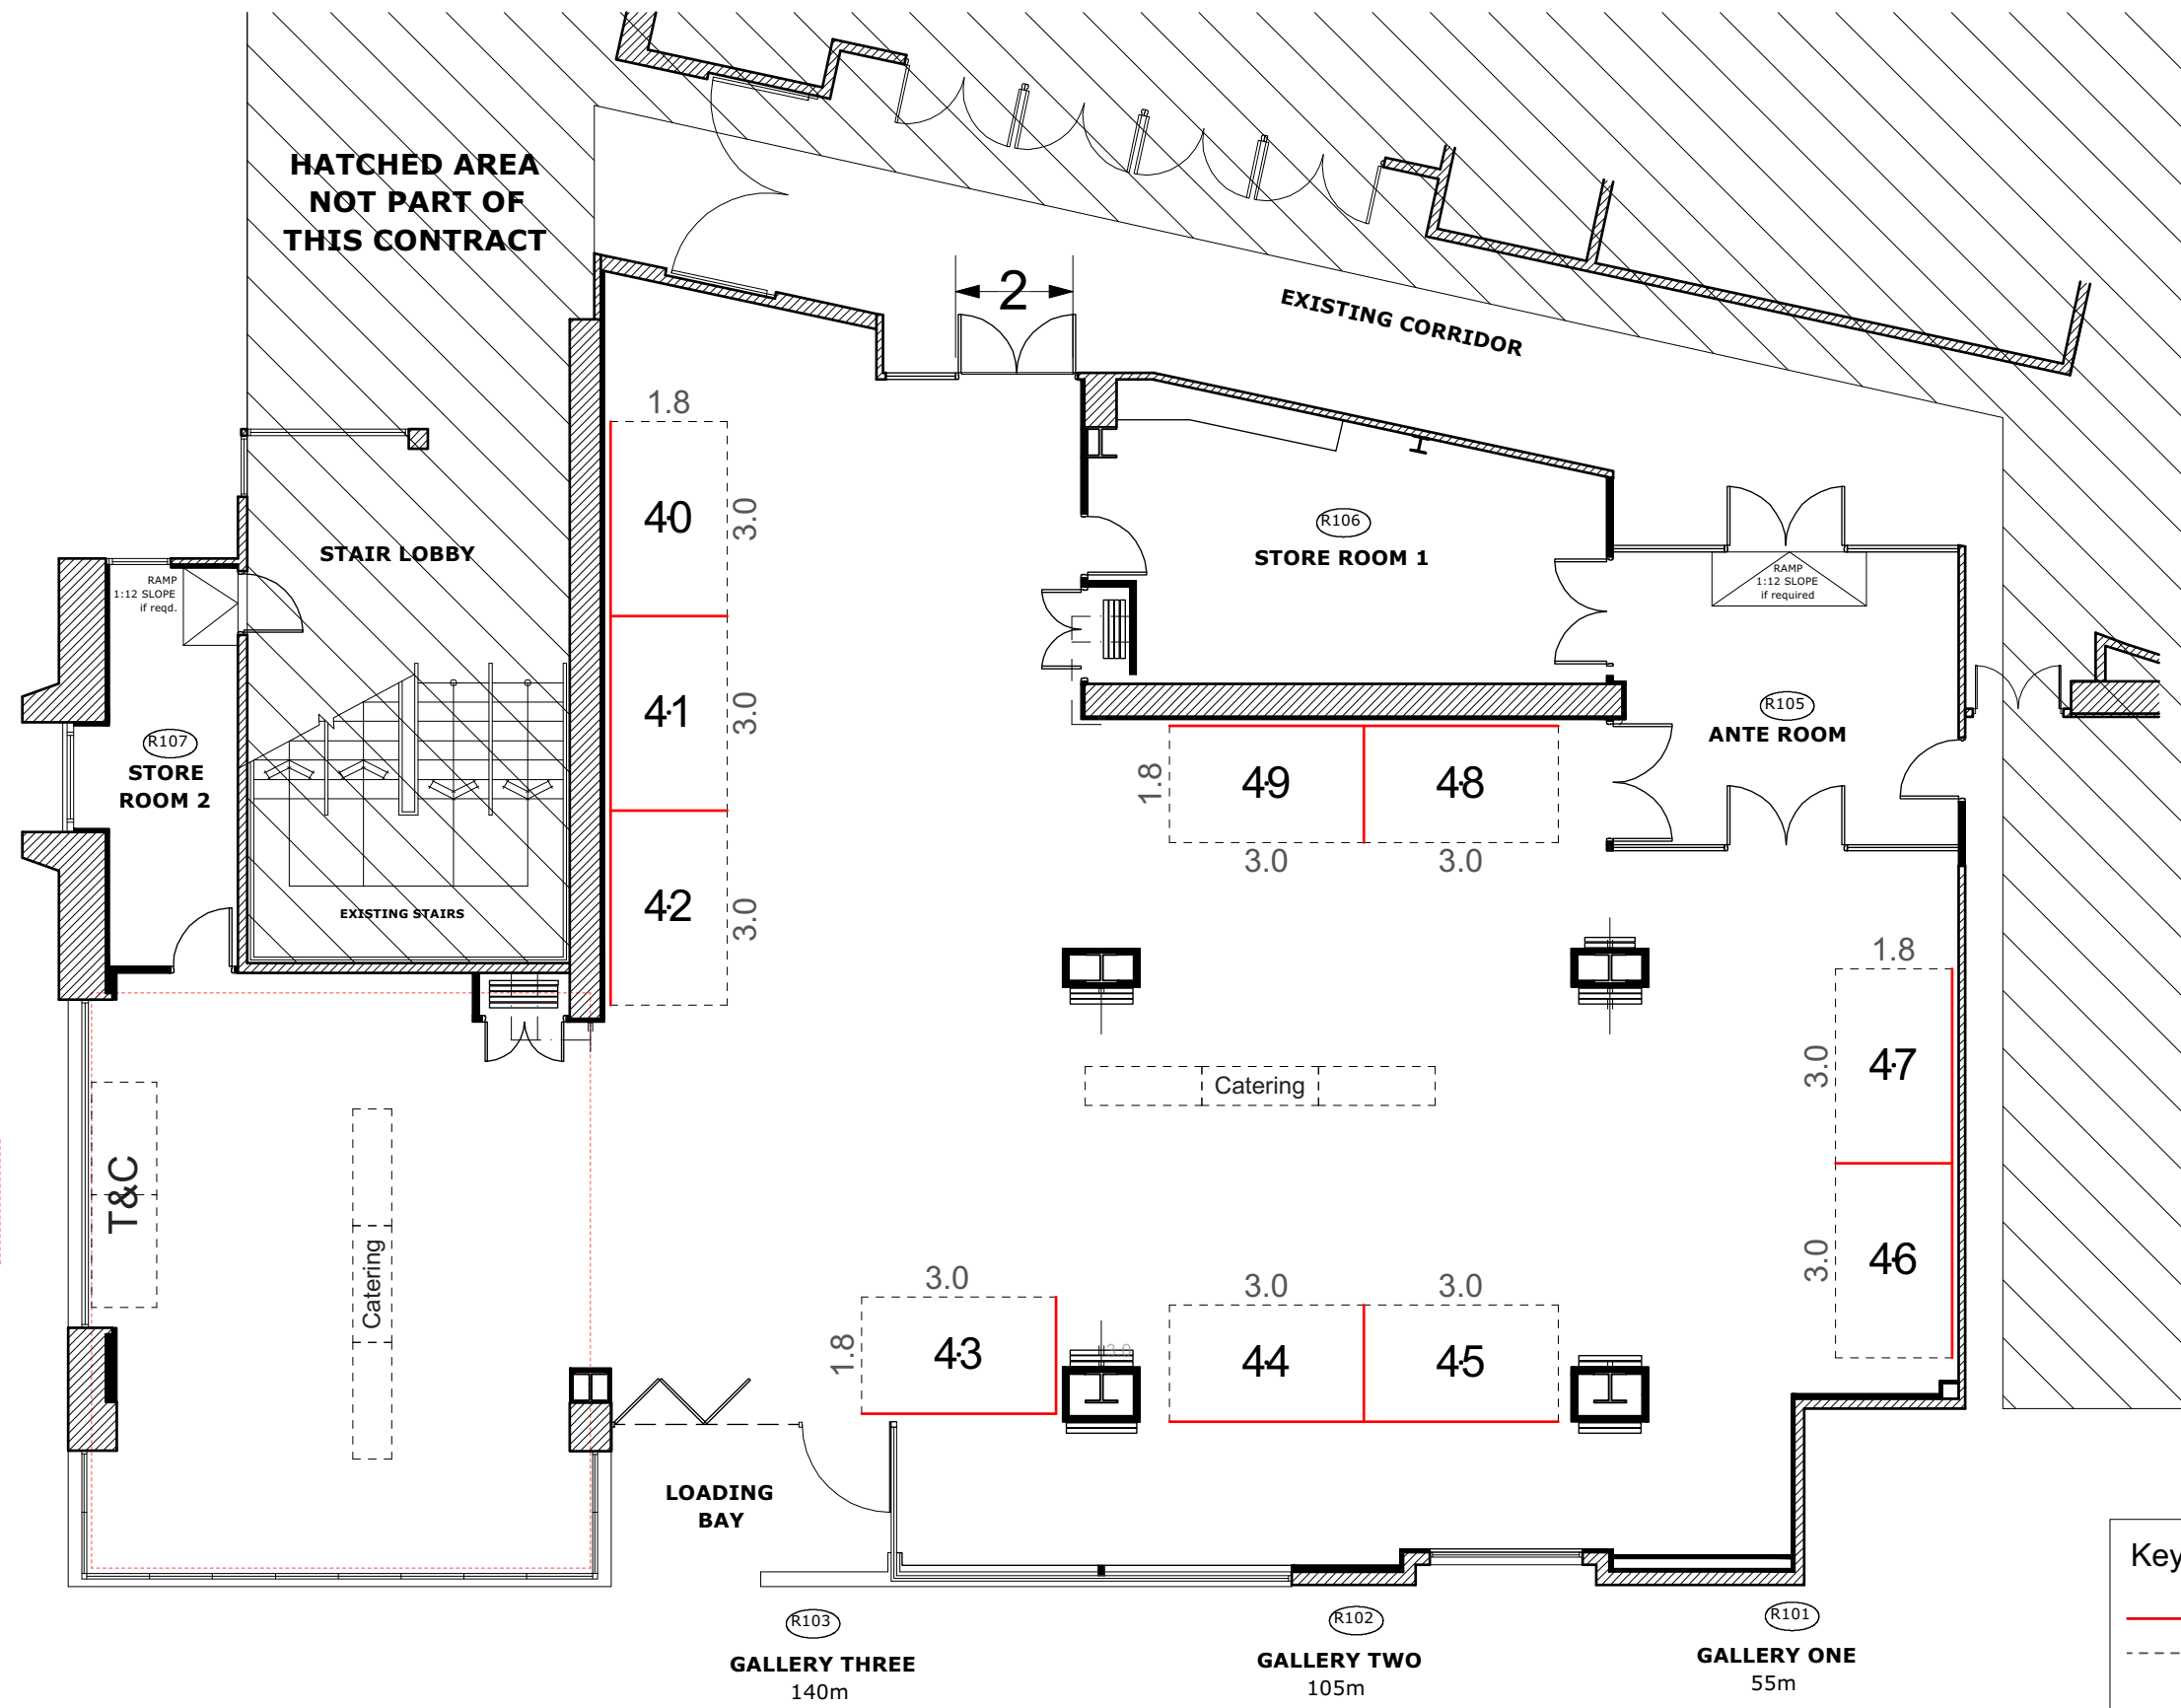 HATCHED AREA
NOT PART OF
THIS CONTRACT
2
EXISTING CORRIDOR
1.8
40
3.0
R106
STORE ROOM 1
STAIR LOBBY
RAMP
1:12 SLOPE
if reqd.
RAMP
1:12 SLOPE
if required
41
3.0
R105
ANTE ROOM
R107
STORE
ROOM 2
1.8
49
48
3.0
3.0
42
3.0
EXISTING STAIRS
1.8
47
3.0
Catering
T&C
Catering
46
3.0
3.0
1.8
43
3.0
3.0
3.0
44
45
LOADING
BAY
Key
R103
GALLERY THREE
140m
R102
GALLERY TWO
105m
R101
GALLERY ONE
55m